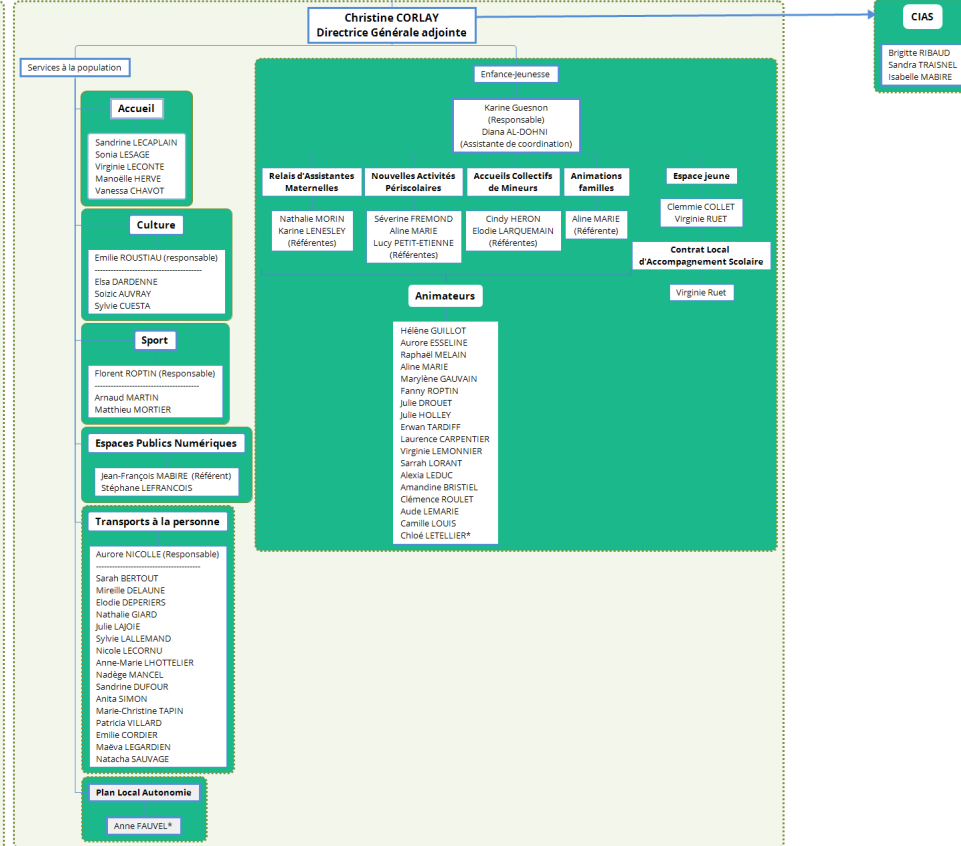 Christine CORLAY
Directrice Générale adjointe
CIAS
Brigitte RIBAUD
Sandra TRAISNEL
Isabelle MABIRE
Services à la population
Accueil
Sandrine LECAPLAIN
Sonia LESAGE
Virginie LECONTE
Manoëlle HERVE
Vanessa CHAVOT
Culture
Emilie ROUSTIAU (responsable)
----------------------------------------
Elsa DARDENNE
Soizic AUVRAY
Sylvie CUESTA
Sport
Florent ROPTIN (Responsable)
---------------------------------------
Arnaud MARTIN
Matthieu MORTIER
Espaces Publics Numériques
Jean-François MABIRE (Référent)
Stéphane LEFRANCOIS
Transports à la personne
Aurore NICOLLE (Responsable)
---------------------------------------
Sarah BERTOUT
Mireille DELAUNE
Elodie DEPERIERS
Nathalie GIARD
Julie LAJOIE
Sylvie LALLEMAND
Nicole LECORNU
Anne-Marie LHOTTELIER
Nadège MANCEL
Sandrine DUFOUR
Anita SIMON
Marie-Christine TAPIN
Patricia VILLARD
Emilie CORDIER
Maëva LEGARDIEN
Natacha SAUVAGE
Plan Local Autonomie
Anne FAUVEL*
Enfance-Jeunesse
Karine Guesnon
(Responsable)
Diana AL-DOHNI
(Assistante de coordination)
Relais d'Assistantes
Maternelles
Nathalie MORIN
Karine LENESLEY
(Référentes)
Nouvelles Activités
Périscolaires
Séverine FREMOND
Aline MARIE
Lucy PETIT-ETIENNE
(Référentes)
Accueils Collectifs
de Mineurs
Cindy HERON
Elodie LARQUEMAIN
(Référentes)
Animations
familles
Aline MARIE
(Référente)
Espace jeune
Clemmie COLLET
Virginie RUET
Contrat Local
d'Accompagnement Scolaire
Virginie Ruet
Animateurs
Hélène GUILLOT
Aurore ESSELINE
Raphaël MELAIN
Aline MARIE
Marylène GAUVAIN
Fanny ROPTIN
Julie DROUET
Julie HOLLEY
Erwan TARDIFF
Laurence CARPENTIER
Virginie LEMONNIER
Sarrah LORANT
Alexia LEDUC
Amandine BRISTIEL
Clémence ROULET
Aude LEMARIE
Camille LOUIS
Chloé LETELLIER*